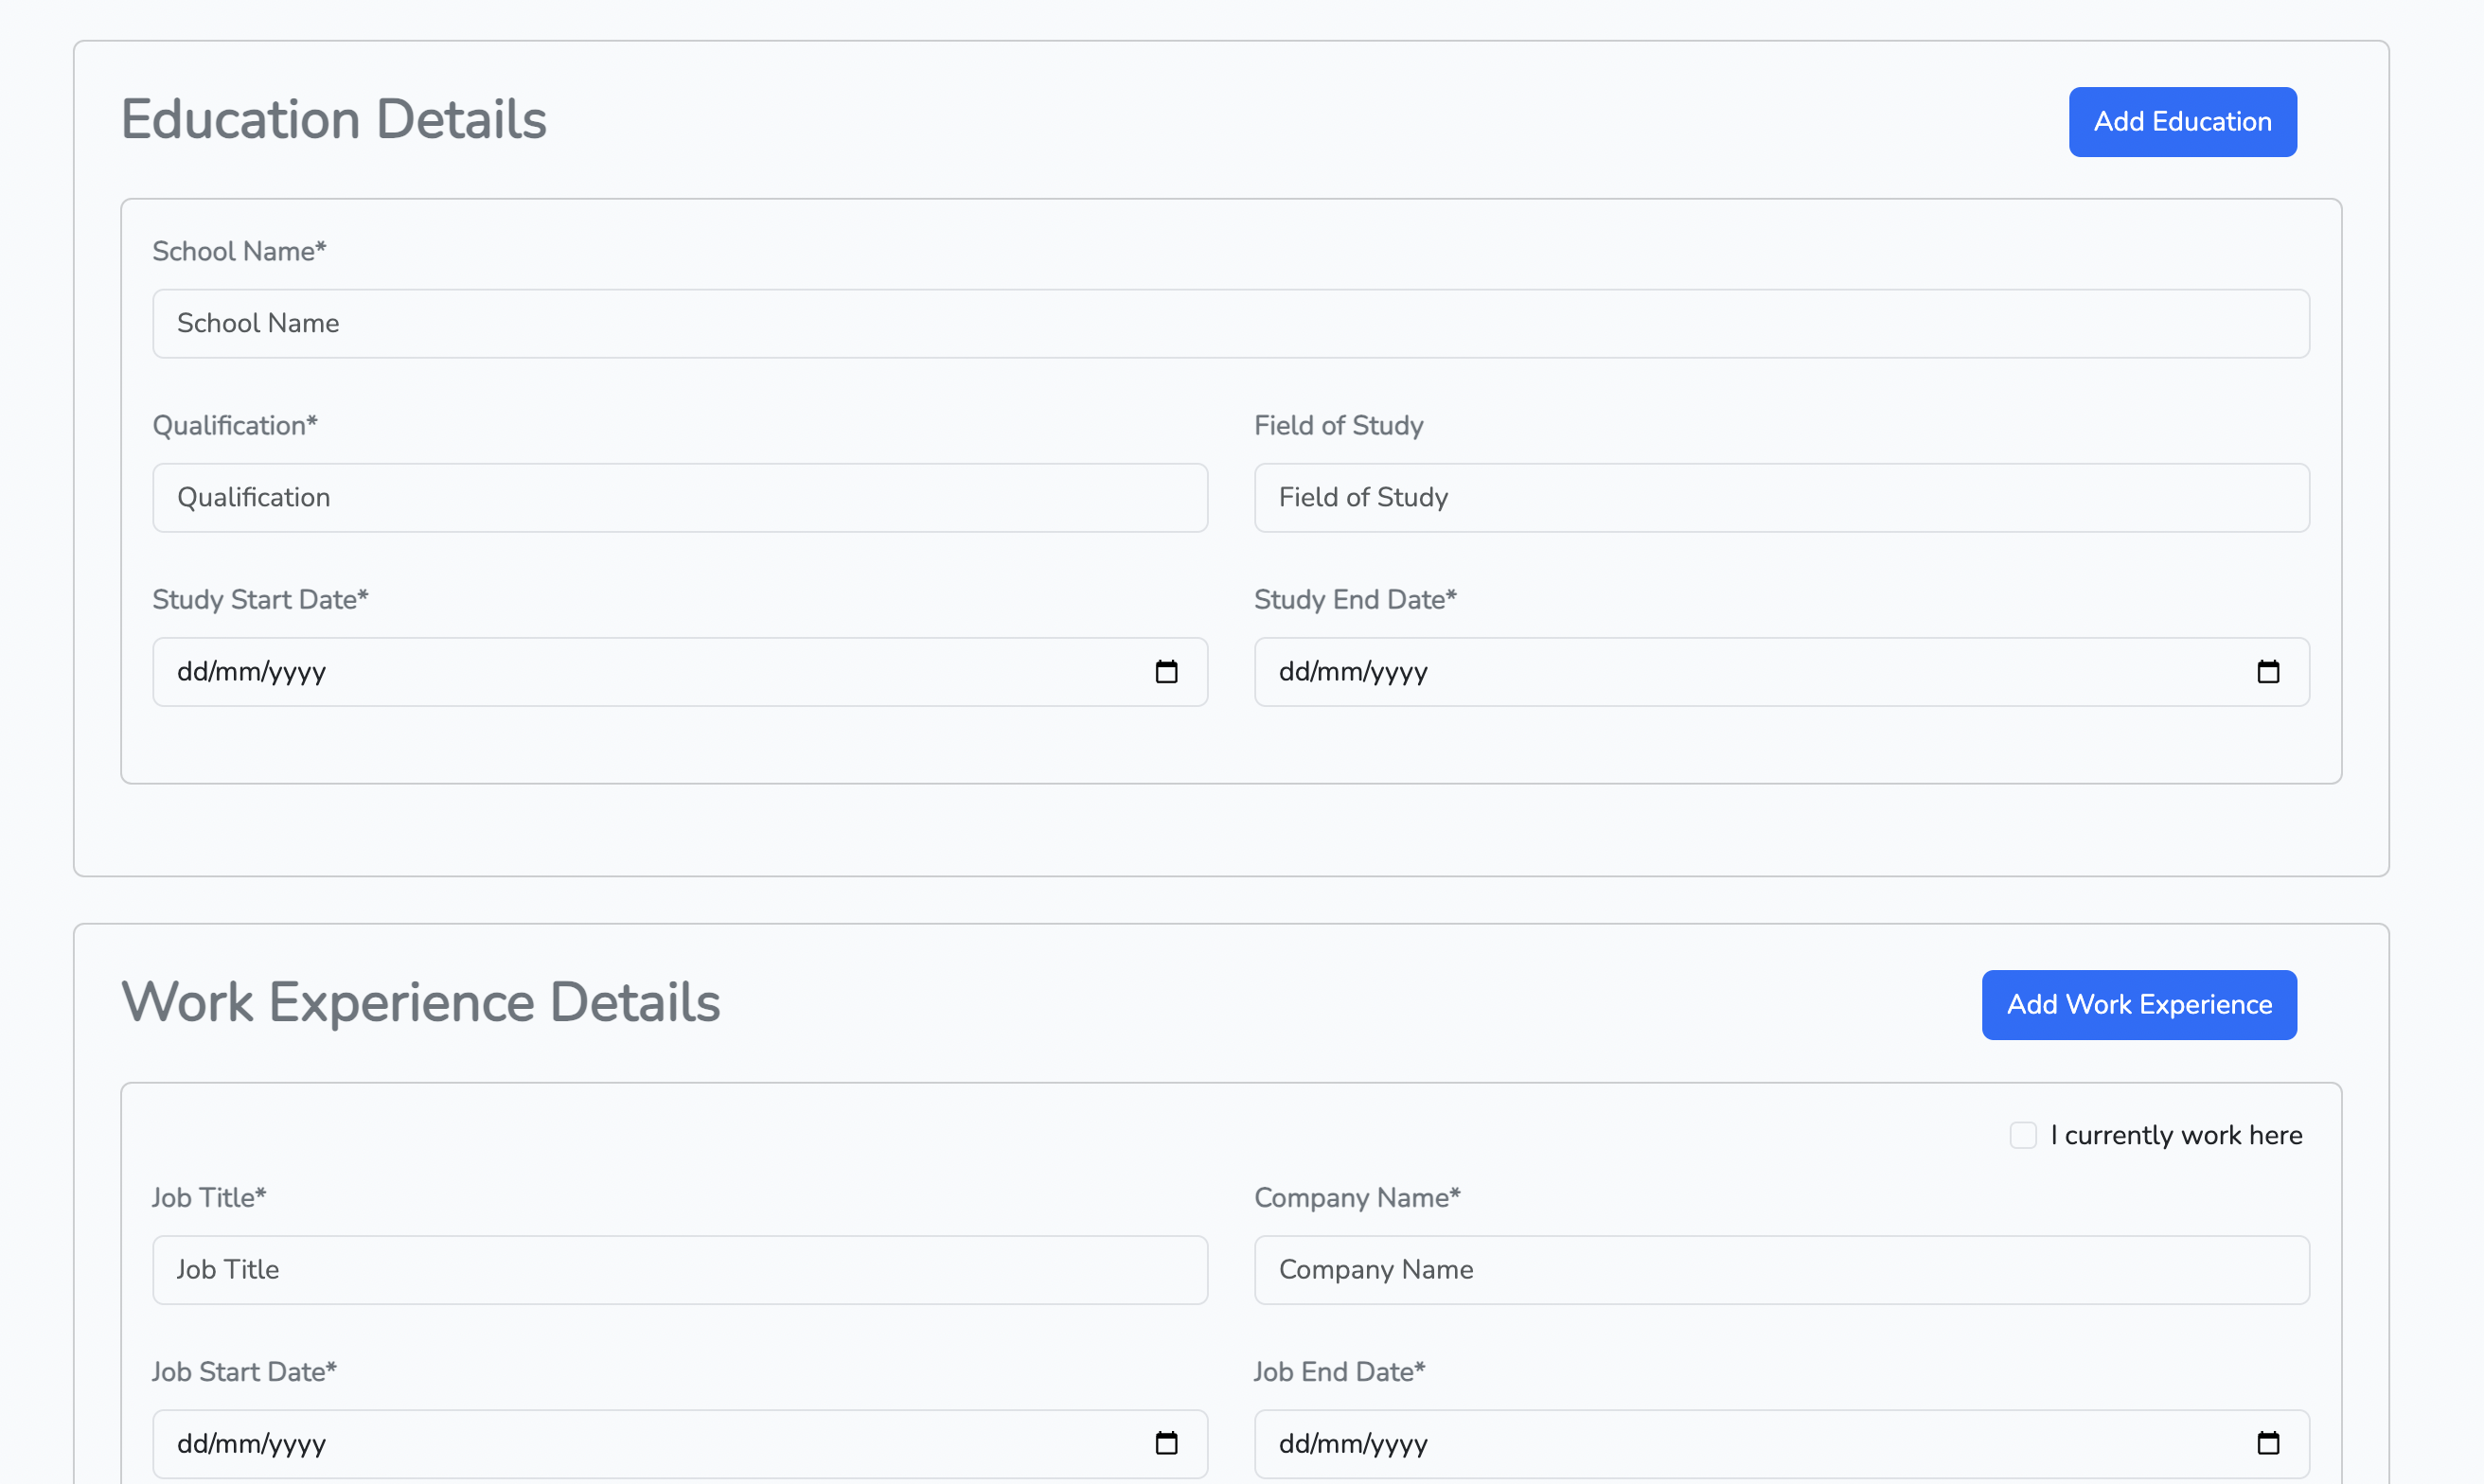 Education Details
Add Education
School Name*
School Name
Qualification*
Field of Study
Qualification
Field of Study
Study Start Date*
Study End Date*
dd/mm/yyyy
dd/mm/yyyy
Work Experience Details
Add Work Experience
I currently work here
Job Title*
Company Name*
Job Title
Company Name
Job Start Date*
Job End Date*
dd/mm/yyyy
dd/mm/yyyy